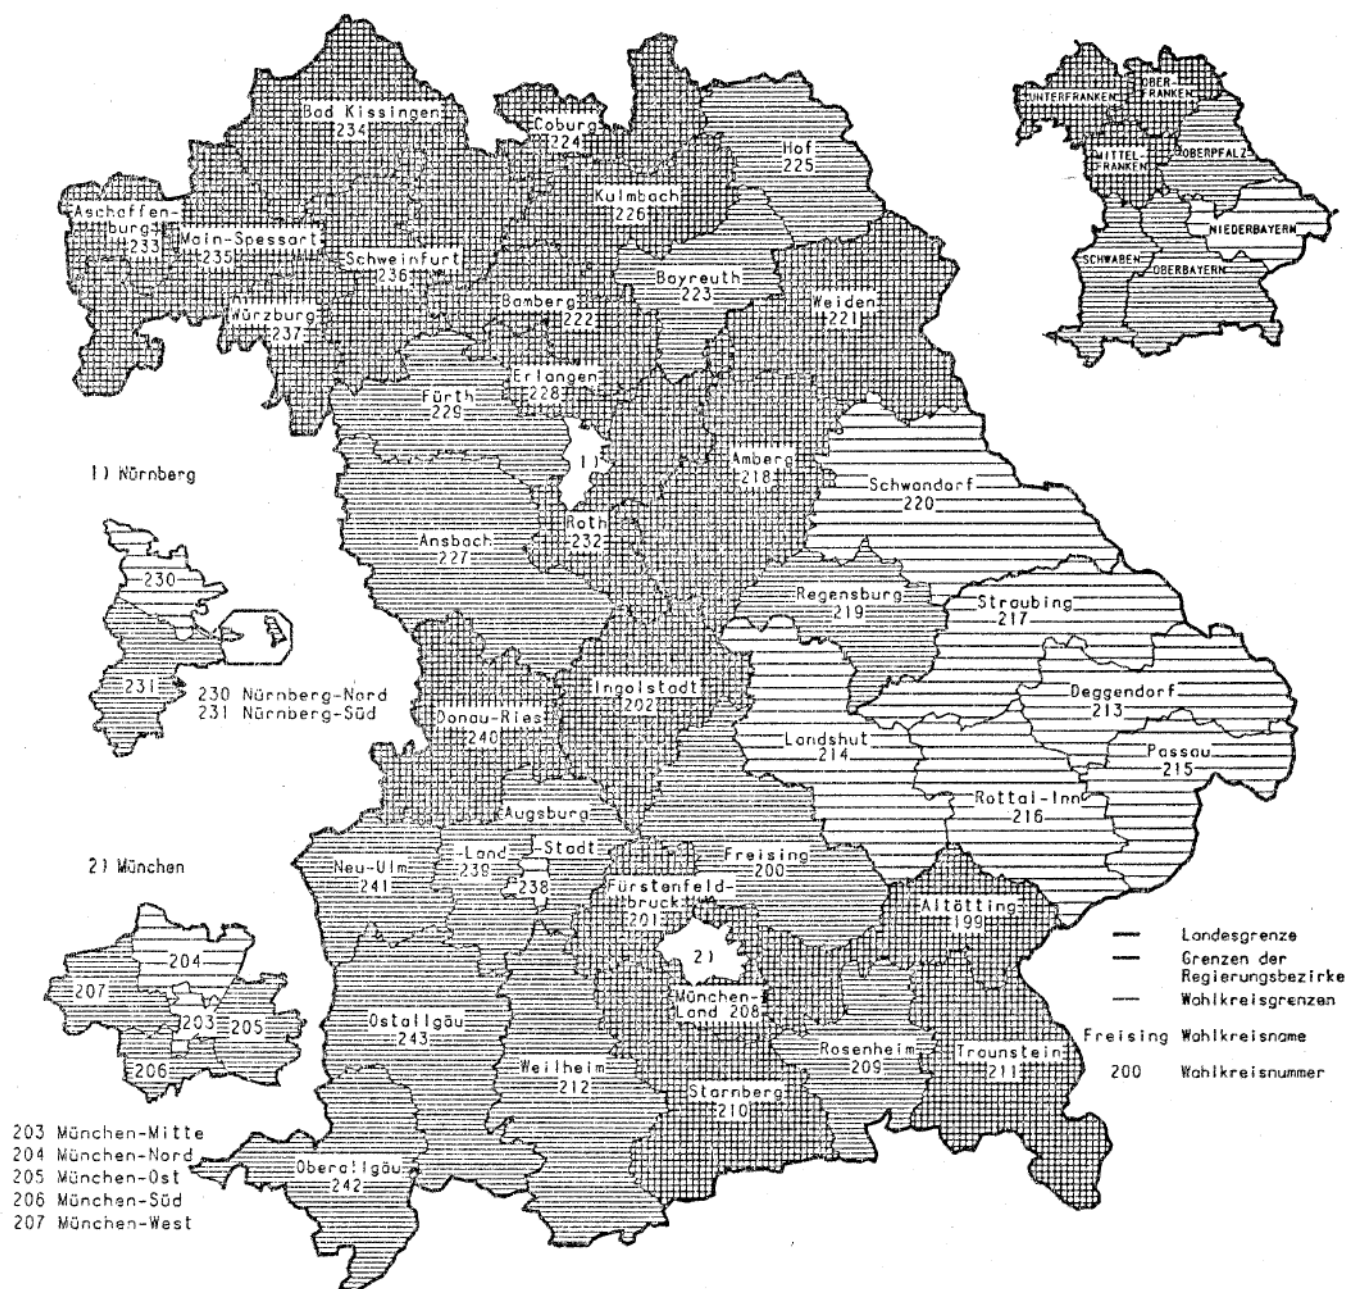 Bad Kissingen
234
Coburg
224
Hof
225
Kulmbach
226
Aschaffen-
burg
233
Main-Spessart
235
Schweinfurt
236
Würzburg
237
Bamberg
222
Bayreuth
223
Weiden
221
Erlangen
228
Fürth
229
1)
Amberg
218
Schwandorf
220
Ansbach
227
Roth
232
Regensburg
219
Straubing
217
Ingolstadt
202
Donau-Ries
240
Deggendorf
213
Landshut
214
Passau
215
Rottal-Inn
216
Augsburg
-Land
239
-Stadt
238
Neu-Ulm
241
Freising
200
Fürstenfeld-
bruck
201
Altötting
199
2)
München-
Land 208
Ostallgäu
243
Weilheim
212
Rosenheim
209
Traunstein
211
Starnberg
210
Oberallgäu
242
UNTERFRANKEN
OBER-
FRANKEN
MITTEL-
FRANKEN
OBERPFALZ
NIEDERBAYERN
SCHWABEN
OBERBAYERN
1) Nürnberg
230
231
230 Nürnberg-Nord
231 Nürnberg-Süd
2) München
204
207
203
205
206
203 München-Mitte
204 München-Nord
205 München-Ost
206 München-Süd
207 München-West
Landesgrenze
Grenzen der
Regierungsbezirke
Wahlkreisgrenzen
Freising Wahlkreisname
200 Wahlkreisnummer